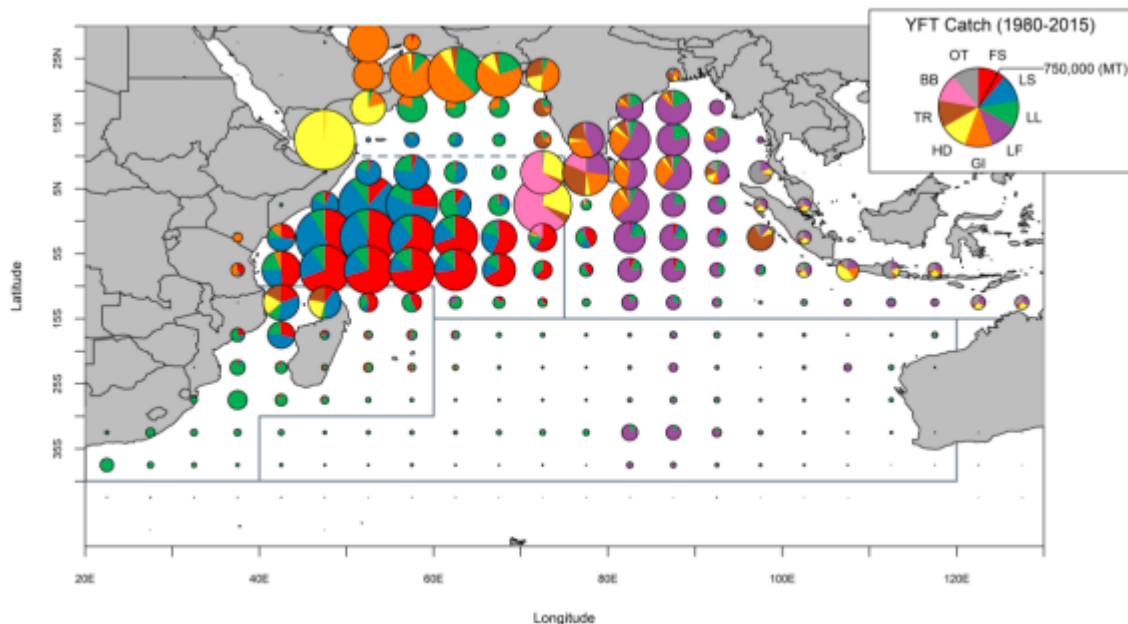 YFT Catch (1980-2015)
OT FS
750,000 (MT)
BB LS
TR LL
HD LF
GI
25N
15N
5N
5S
15S
25S
35S
Latitude
20E 40E 60E 80E 100E 120E
Longitude